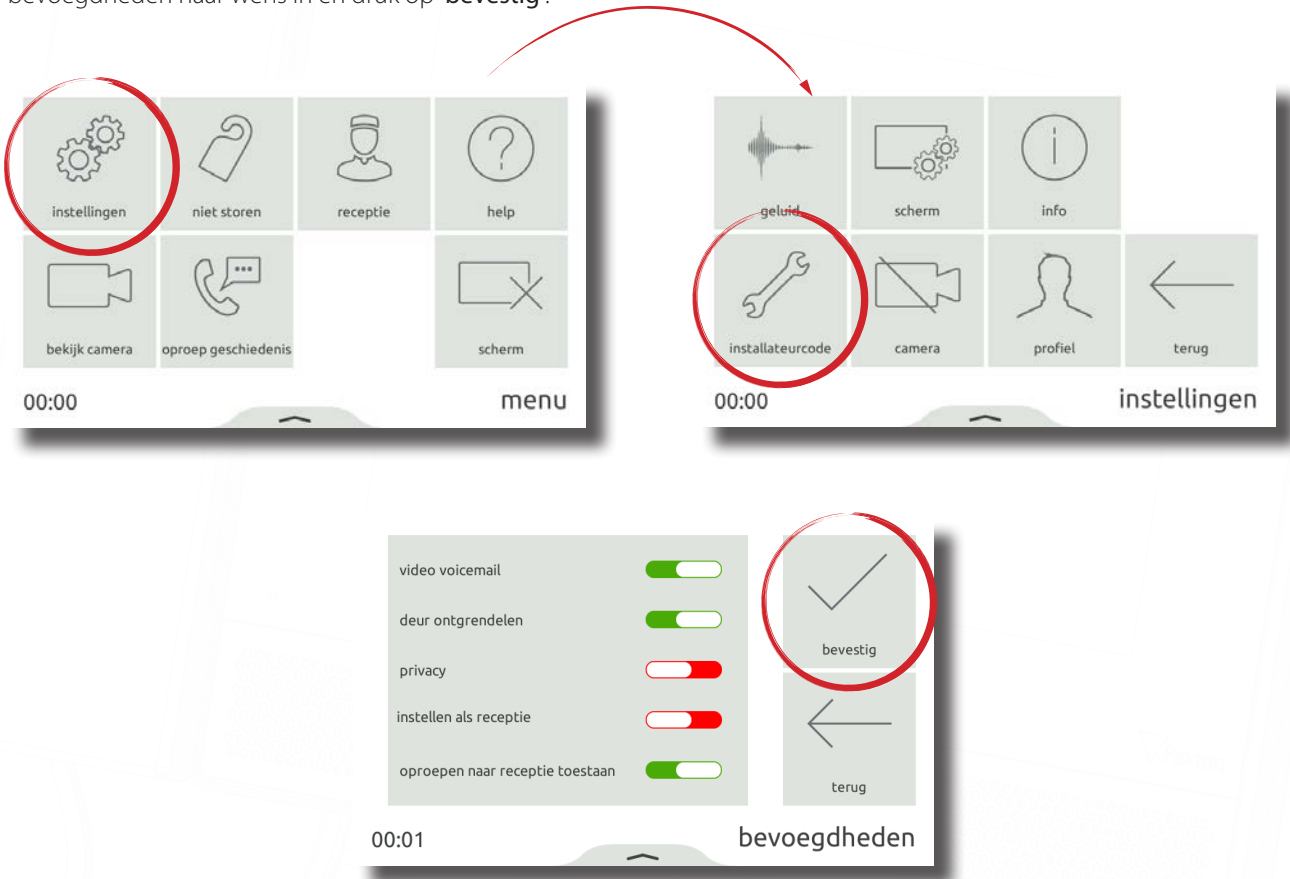 bevoegdheden naar wens in en druk op 'bevestig'.
instellingen niet storen receptie help
bekijk camera oproep geschiedenis scherm
00:00 menu
geluid scherm info
installateurcode camera profiel terug
00:00 instellingen
video voicemail
deur ontgrendelen
privacy
instellen als receptie
oproepen naar receptie toestaan
bevestig
terug
00:01 bevoegdheden